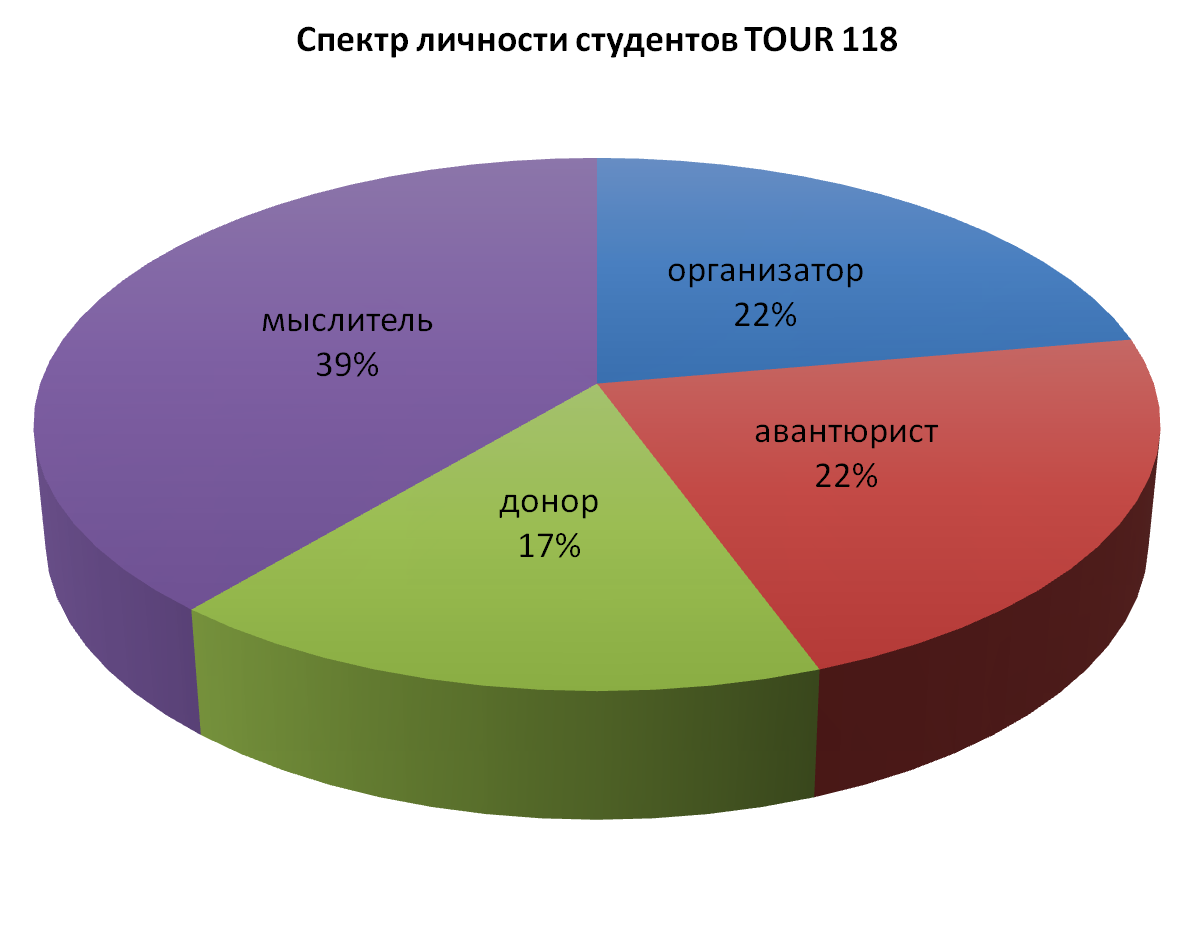 Спектр личности студентов TOUR 118
организатор
22%
авантюрист
22%
донор
17%
мыслитель
39%